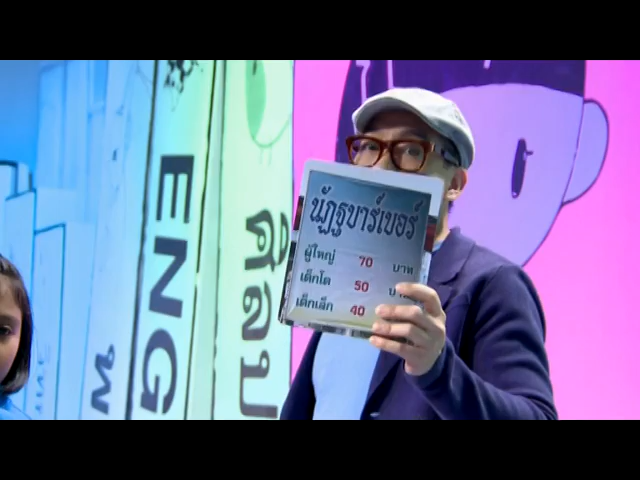 ENG
ศิลป
พ
นัฐบาร์เบอร์
ผู้ใหญ่ 70 บาท
เด็กโต 50
เด็กเล็ก 40